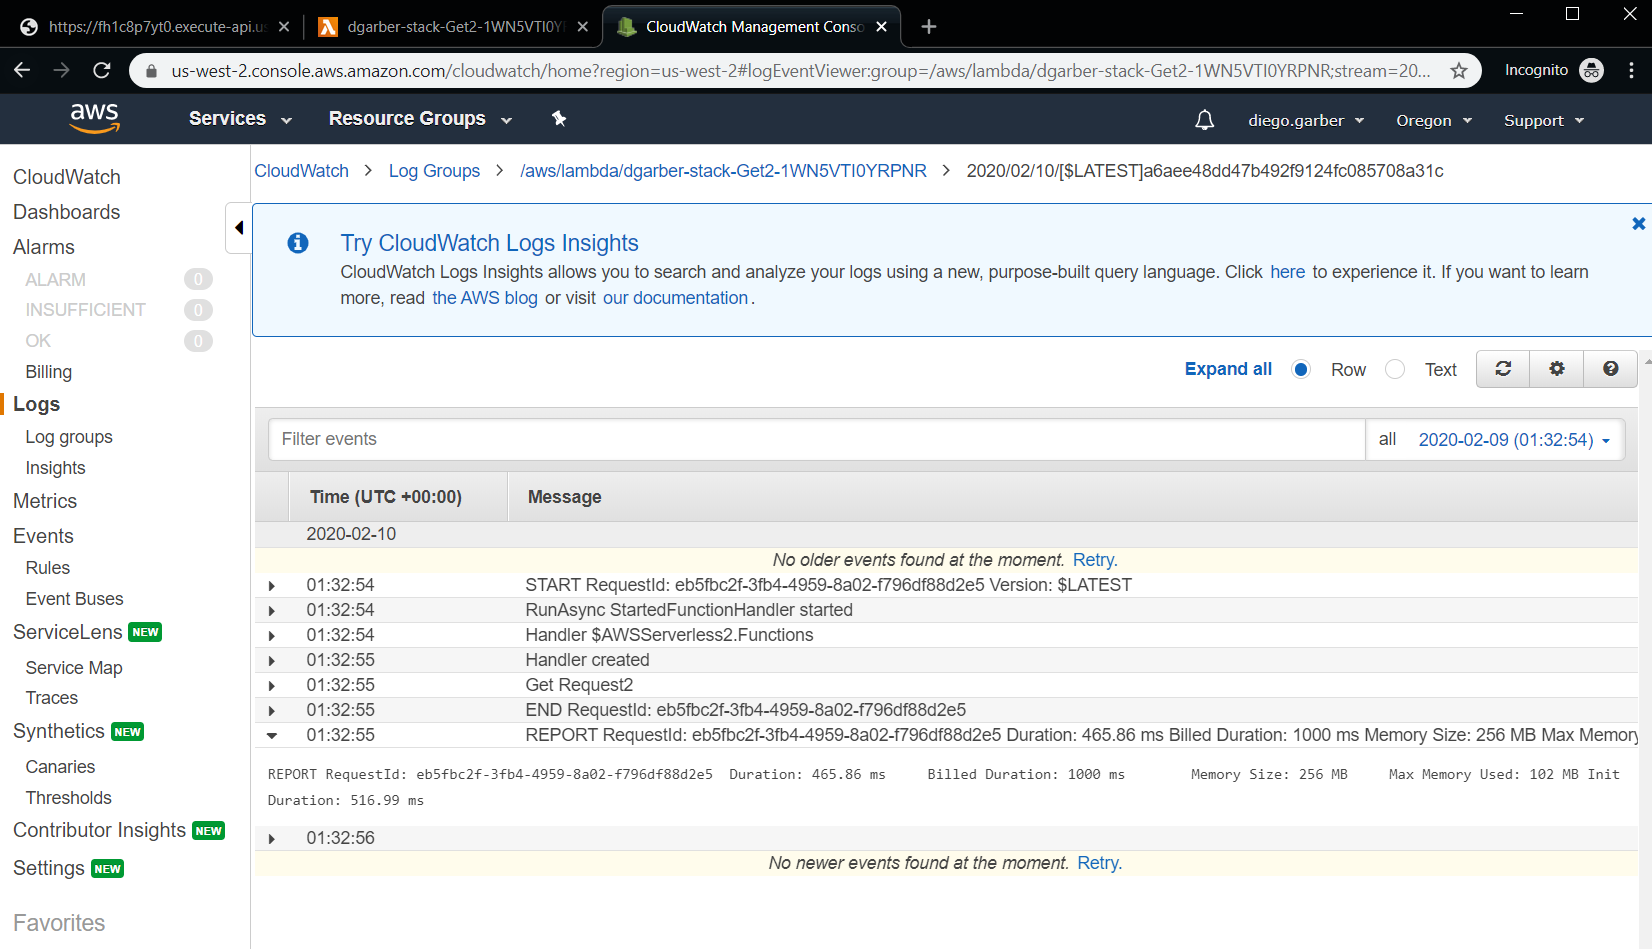 https://fh1c8p7yt0.execute-api.us
dgarber-stack-Get2-1WN5VTI0Y
CloudWatch Management Conso
us-west-2.console.aws.amazon.com/cloudwatch/home?region=us-west-2#logEventViewer:group=/aws/lambda/dgarber-stack-Get2-1WN5VTI0YRPNR;stream=20...
Incognito
aws
Services
Resource Groups
diego.garber
Oregon
Support
CloudWatch
Dashboards
Alarms
ALARM 0
INSUFFICIENT 0
OK 0
Billing
Logs
Log groups
Insights
Metrics
Events
Rules
Event Buses
ServiceLens NEW
Service Map
Traces
Synthetics NEW
Canaries
Thresholds
Contributor Insights NEW
Settings NEW
Favorites
CloudWatch > Log Groups > /aws/lambda/dgarber-stack-Get2-1WN5VTI0YRPNR > 2020/02/10/[$LATEST]a6aee48dd47b492f9124fc085708a31c
Try CloudWatch Logs Insights
CloudWatch Logs Insights allows you to search and analyze your logs using a new, purpose-built query language. Click here to experience it. If you want to learn
more, read the AWS blog or visit our documentation.
Expand all Row Text
Filter events
all 2020-02-09 (01:32:54)
Time (UTC +00:00) Message
2020-02-10
No older events found at the moment. Retry.
01:32:54 START RequestId: eb5fbc2f-3fb4-4959-8a02-f796df88d2e5 Version: $LATEST
01:32:54 RunAsync StartedFunctionHandler started
01:32:54 Handler $AWSServerless2.Functions
01:32:55 Handler created
01:32:55 Get Request2
01:32:55 END RequestId: eb5fbc2f-3fb4-4959-8a02-f796df88d2e5
01:32:55 REPORT RequestId: eb5fbc2f-3fb4-4959-8a02-f796df88d2e5 Duration: 465.86 ms Billed Duration: 1000 ms Memory Size: 256 MB Max Memory
REPORT RequestId: eb5fbc2f-3fb4-4959-8a02-f796df88d2e5 Duration: 465.86 ms Billed Duration: 1000 ms Memory Size: 256 MB Max Memory Used: 102 MB Init
Duration: 516.99 ms
01:32:56
No newer events found at the moment. Retry.